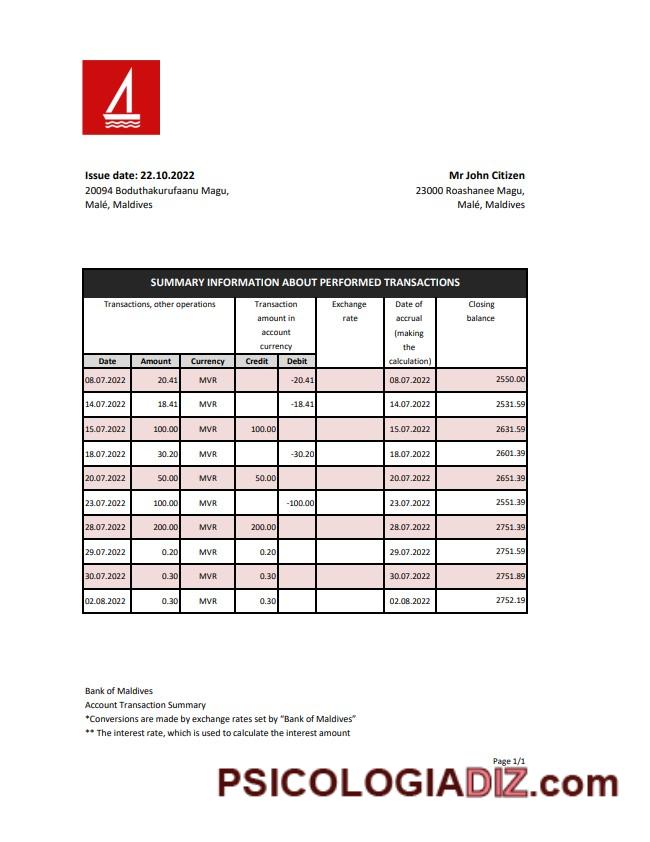 Issue date: 22.10.2022
20094 Boduthakurufaanu Magu,
Malé, Maldives
Mr John Citizen
23000 Roashanee Magu,
Malé, Maldives
SUMMARY INFORMATION ABOUT PERFORMED TRANSACTIONS
Transactions, other operations
Transaction
amount in
account
currency
Exchange
rate
Date of
accrual
(making
the
calculation)
Closing
balance
Date Amount Currency Credit Debit
08.07.2022 20.41 MVR -20.41 08.07.2022 2550.00
14.07.2022 18.41 MVR -18.41 14.07.2022 2531.59
15.07.2022 100.00 MVR 100.00 15.07.2022 2631.59
18.07.2022 30.20 MVR -30.20 18.07.2022 2601.39
20.07.2022 50.00 MVR 50.00 20.07.2022 2651.39
23.07.2022 100.00 MVR -100.00 23.07.2022 2551.39
28.07.2022 200.00 MVR 200.00 28.07.2022 2751.39
29.07.2022 0.20 MVR 0.20 29.07.2022 2751.59
30.07.2022 0.30 MVR 0.30 30.07.2022 2751.89
02.08.2022 0.30 MVR 0.30 02.08.2022 2752.19
Bank of Maldives
Account Transaction Summary
*Conversions are made by exchange rates set by “Bank of Maldives”
** The interest rate, which is used to calculate the interest amount
Page 1/1
PSICOLOGIADIZ.com